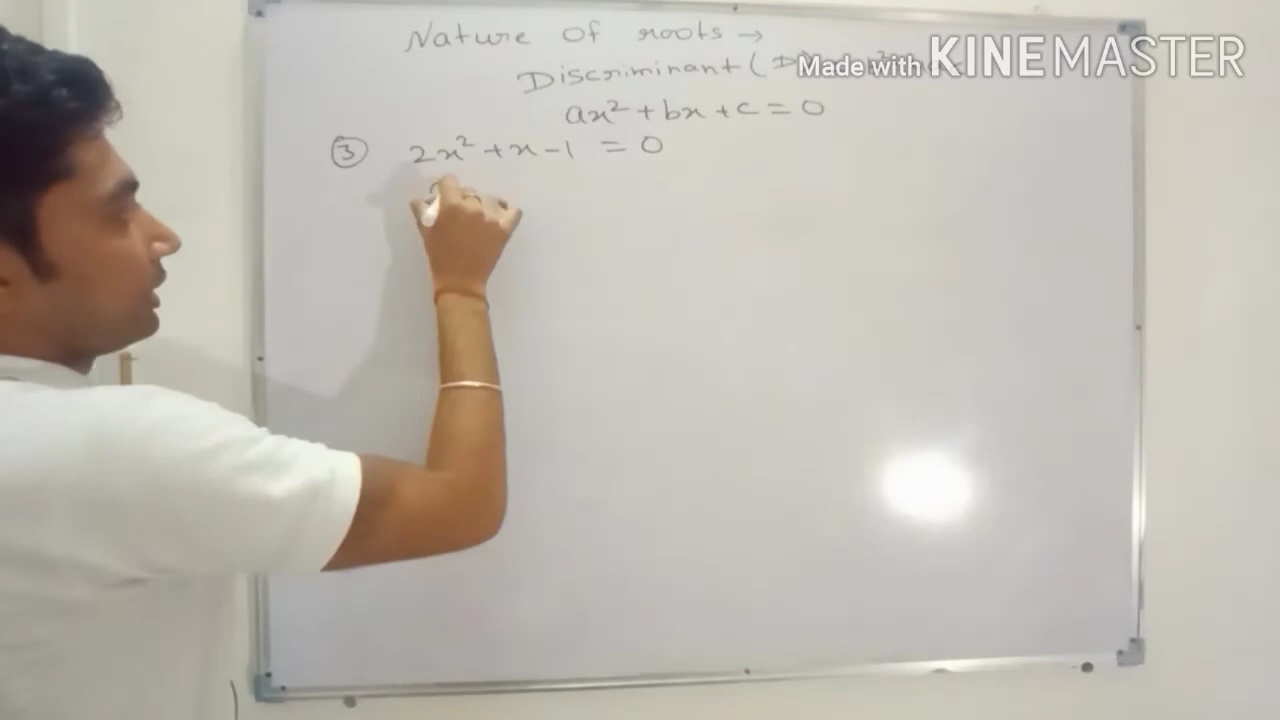 Nature Of roots →
Discriminant ( D
Made with KINEMASTER
ax² + bx + c = 0
③ 2x² + x - 1 = 0